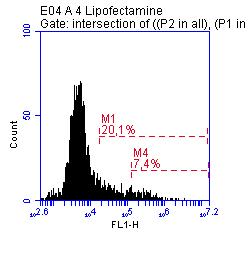 E04 A 4 Lipofectamine
Gate: intersection of ((P2 in all), (P1 in
100
M1
20,1%
Count
50
M4
7,4%
0
10 2.6
10 4
10 5
10 6
10 7.2
FL1-H